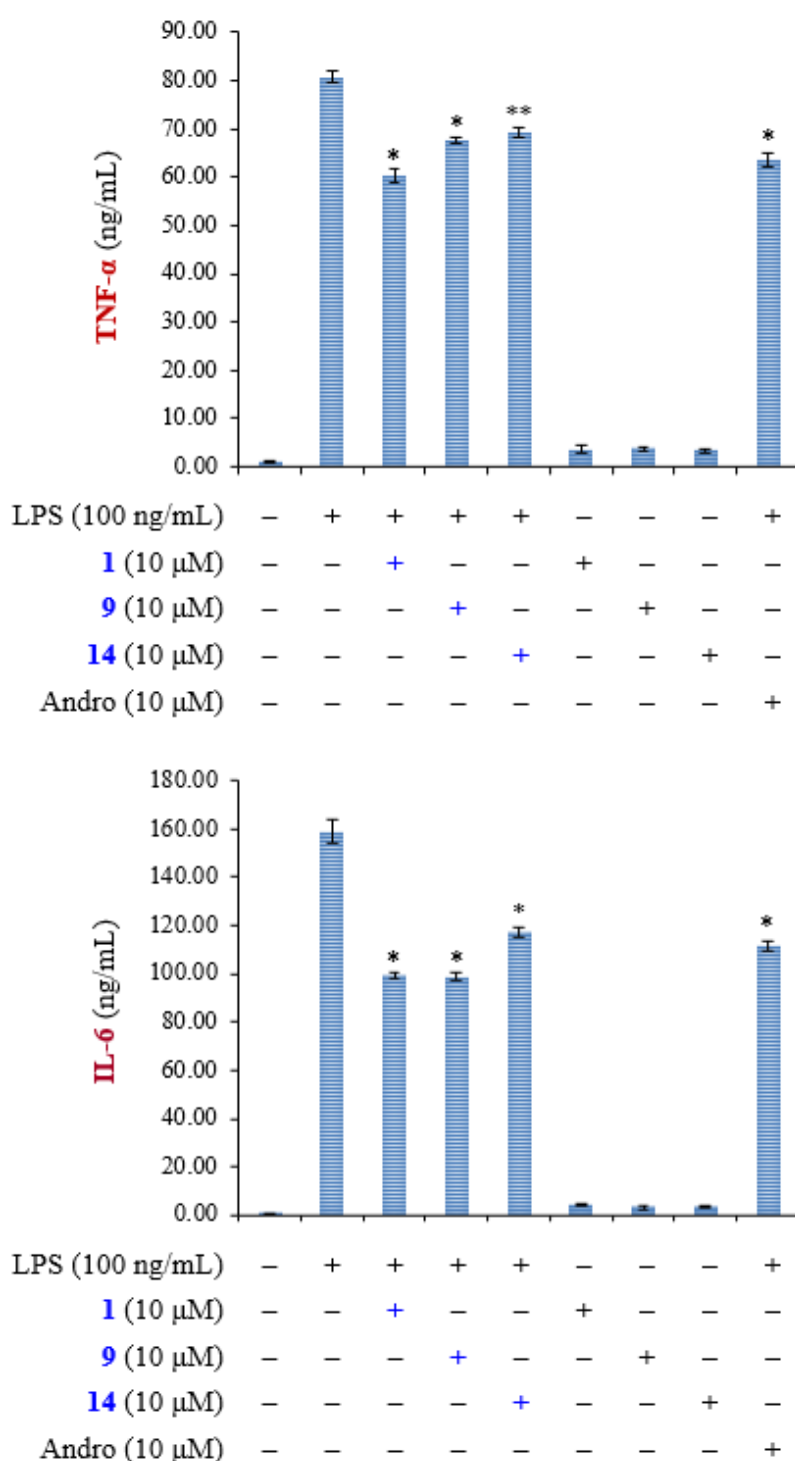 90.00
80.00
70.00
60.00
50.00
40.00
30.00
20.00
10.00
0.00
TNF-α (ng/mL)
* * ** *
LPS (100 ng/mL) – + + + + – – – +
1 (10 μM) – – + – – + – – –
9 (10 μM) – – – + – – + – –
14 (10 μM) – – – – + – – + –
Andro (10 μM) – – – – – – – – +
180.00
160.00
140.00
120.00
100.00
80.00
60.00
40.00
20.00
0.00
IL-6 (ng/mL)
* * * *
LPS (100 ng/mL) – + + + + – – – +
1 (10 μM) – – + – – + – – –
9 (10 μM) – – – + – – + – –
14 (10 μM) – – – – + – – + –
Andro (10 μM) – – – – – – – – +